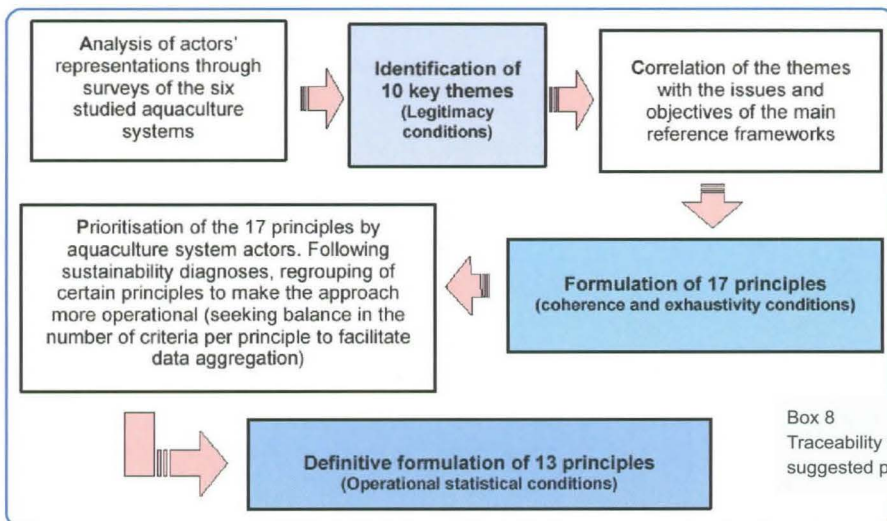 Analysis of actors'
representations through
surveys of the six
studied aquaculture
systems
Identification of
10 key themes
(Legitimacy
conditions)
Correlation of the themes
with the issues and
objectives of the main
reference frameworks
Prioritisation of the 17 principles by
aquaculture system actors. Following
sustainability diagnoses, regrouping of
certain principles to make the approach
more operational (seeking balance in the
number of criteria per principle to facilitate
data aggregation)
Formulation of 17 principles
(coherence and exhaustivity conditions)
Definitive formulation of 13 principles
(Operational statistical conditions)
Box 8
Traceability
suggested p